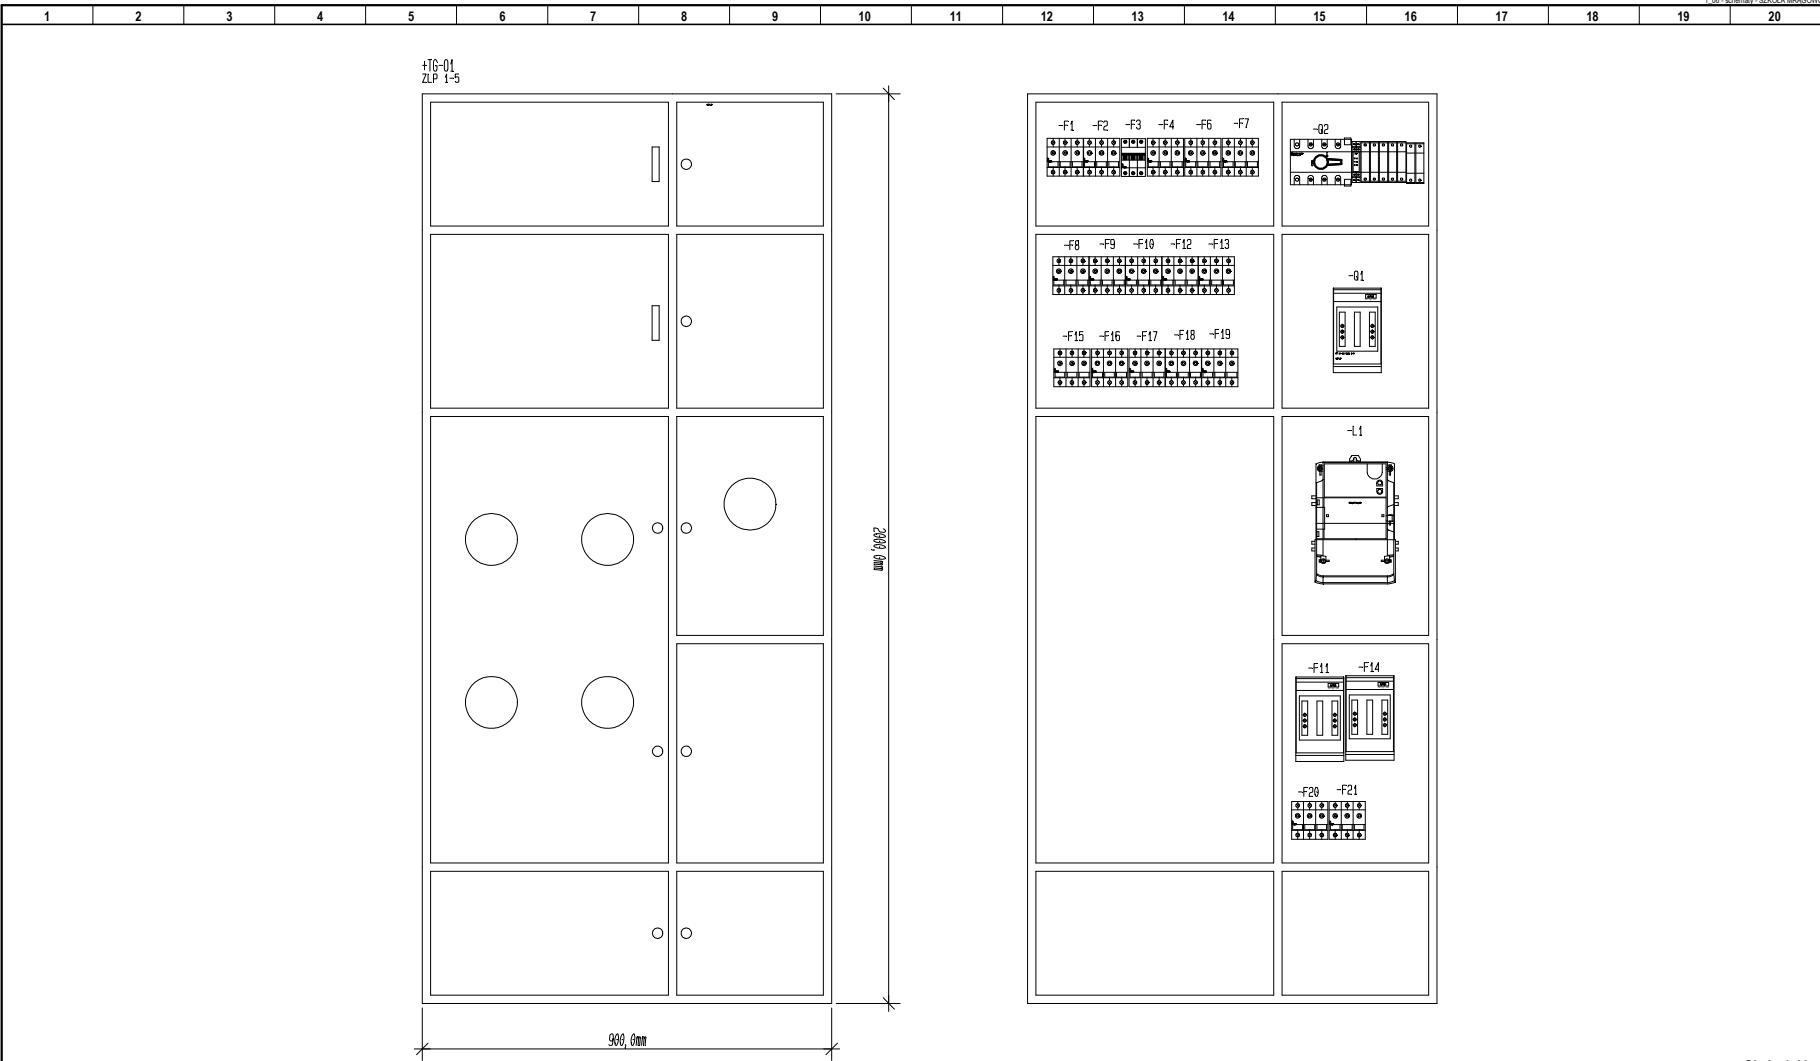 1 2 3 4 5 6 7 8 9 10 11 12 13 14 15 16 17 18 19 20
+TG-01
ZLP 1-5
-F1 -F2 -F3 -F4 -F6 -F7
-Q2
-F8 -F9 -F10 -F12 -F13
-Q1
-F15 -F16 -F17 -F18 -F19
-L1
2000,0mm
-F11 -F14
-F20 -F21
900,0mm